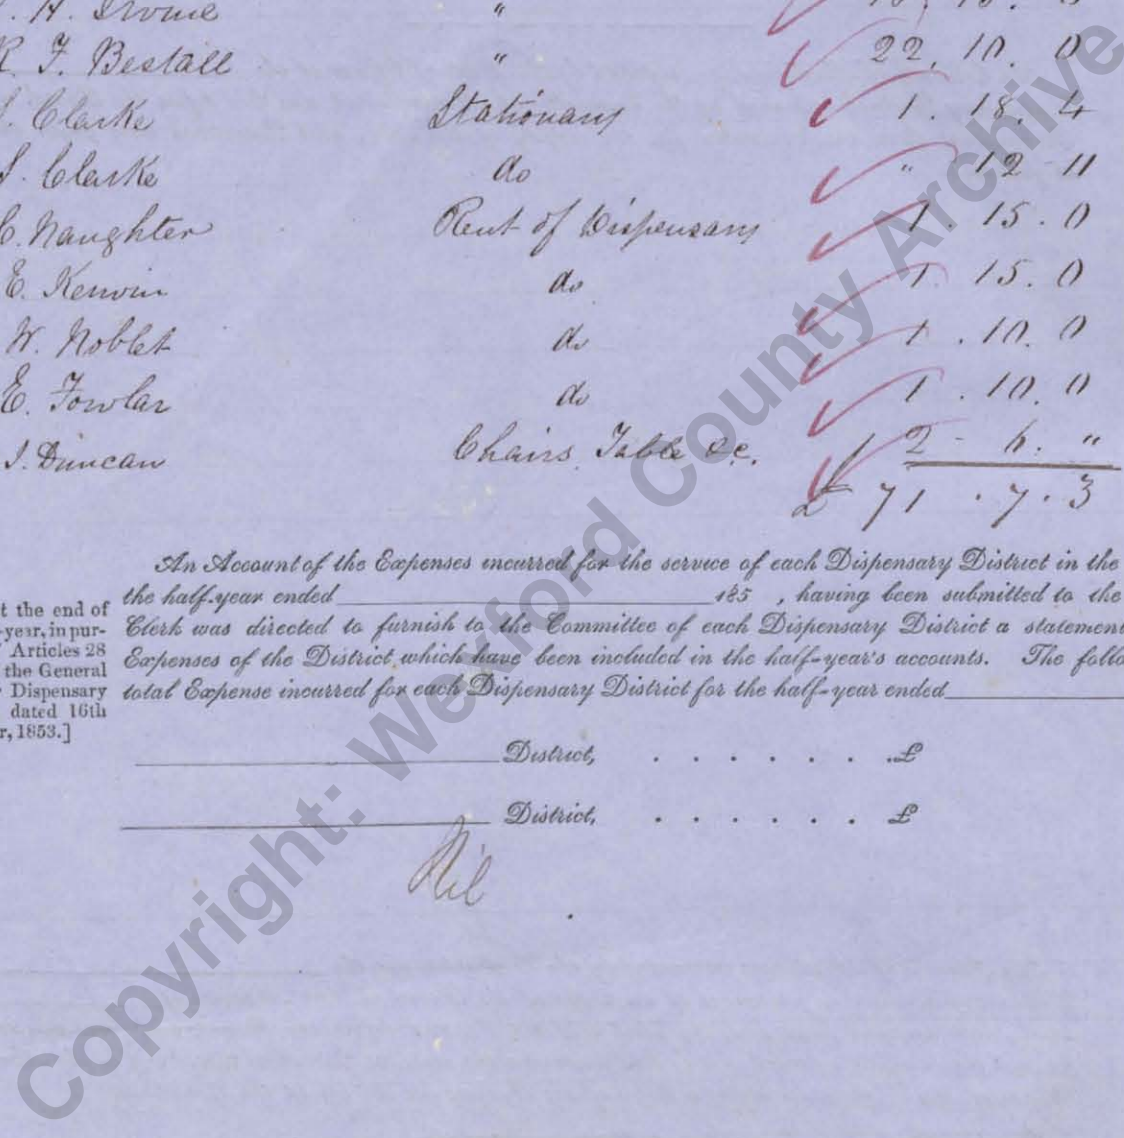 . H. Irvine "
R F. Bestall " 22. 10. 0
J. Clarke Stationary 1. 18. 4
J. Clarke do " 12 11
C. Naughter Rent of Dispensary 1 15. 0
E. Kerwin do 1. 15. 0
W. Noblet do 1. 10. 0
E. Fowlar do 1. 10. 0
J. Duncan Chairs. Table &c. 2 - 6. "
£ 71. 7. 3
An Account of the Expenses incurred for the service of each Dispensary District in the
the half-year ended 185 , having been submitted to the
Clerk was directed to furnish to the Committee of each Dispensary District a statement
Expenses of the District, which have been included in the half-year's accounts. The follo
total Expense incurred for each Dispensary District for the half-year ended
t the end of
-year, in pur-
Articles 28
the General
Dispensary
dated 16th
r, 1853.]
District, . . . . . . . £
District, . . . . . . £
Nil
Copyright: Wexford County Archive